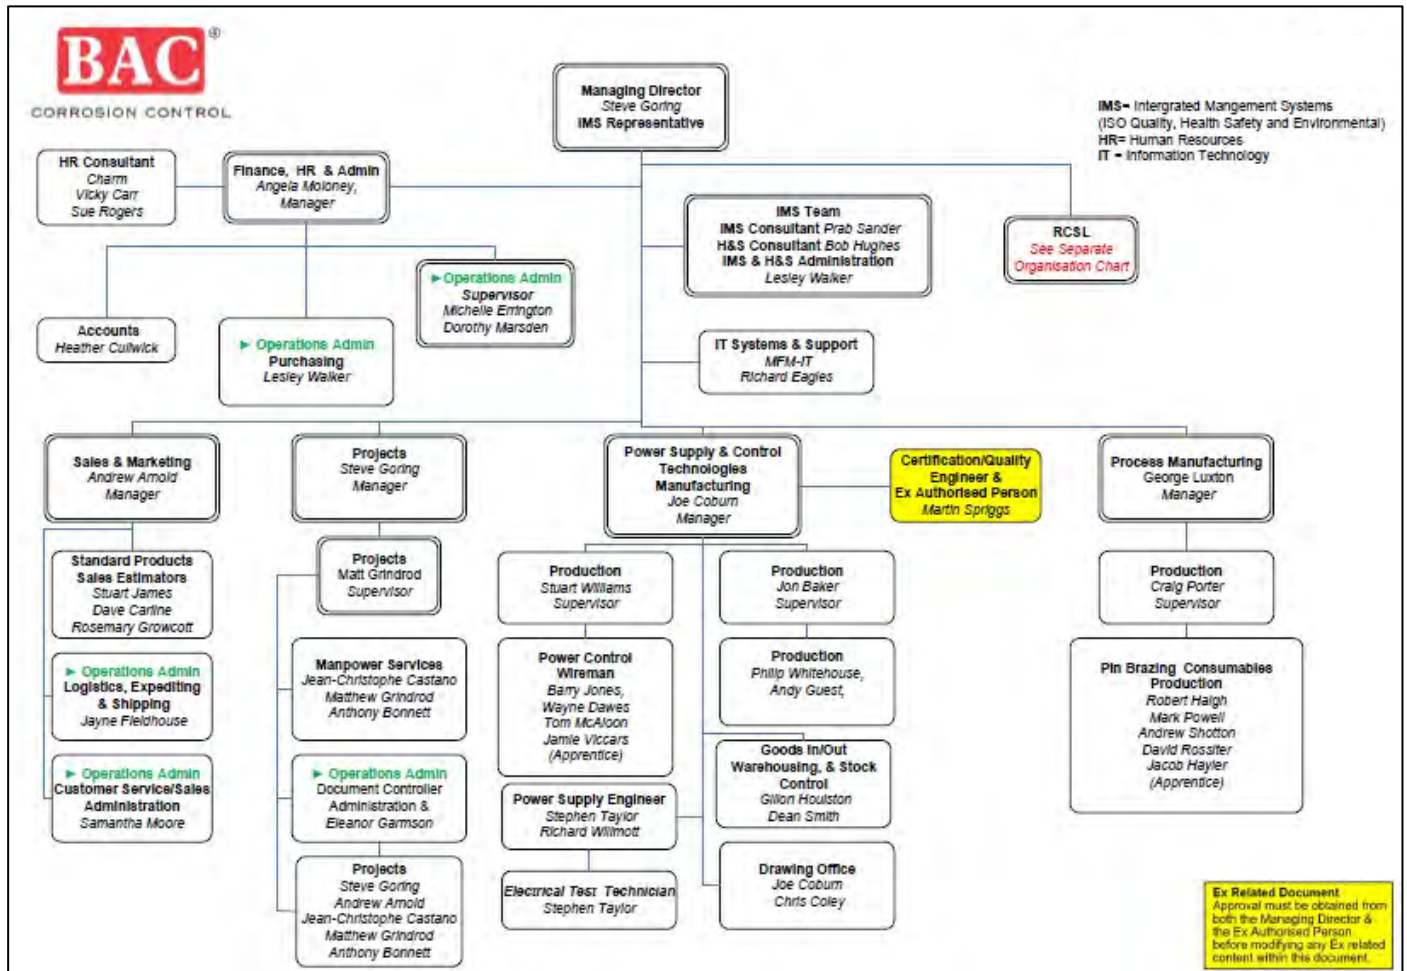 BAC®
CORROSION CONTROL
Managing Director
Steve Goring
IMS Representative
IMS= Intergrated Mangement Systems
(ISO Quality, Health Safety and Environmental)
HR= Human Resources
IT = Information Technology
HR Consultant
Charm
Vicky Carr
Sue Rogers
Finance, HR & Admin
Angela Moloney,
Manager
IMS Team
IMS Consultant Prab Sander
H&S Consultant Bob Hughes
IMS & H&S Administration
Lesley Walker
RCSL
See Separate
Organisation Chart
Accounts
Heather Cullwick
► Operations Admin
Purchasing
Lesley Walker
►Operations Admin
Supervisor
Michelle Errington
Dorothy Marsden
IT Systems & Support
MFM-IT
Richard Eagles
Sales & Marketing
Andrew Arnold
Manager
Projects
Steve Goring
Manager
Power Supply & Control
Technologies
Manufacturing
Joe Coburn
Manager
Certification/Quality
Engineer &
Ex Authorised Person
Martin Spriggs
Process Manufacturing
George Luxton
Manager
Standard Products
Sales Estimators
Stuart James
Dave Carline
Rosemary Growcott
► Operations Admin
Logistics, Expediting
& Shipping
Jayne Fieldhouse
► Operations Admin
Customer Service/Sales
Administration
Samantha Moore
Projects
Matt Grindrod
Supervisor
Manpower Services
Jean-Christophe Castano
Matthew Grindrod
Anthony Bonnett
► Operations Admin
Document Controller
Administration &
Eleanor Garmson
Projects
Steve Goring
Andrew Arnold
Jean-Christophe Castano
Matthew Grindrod
Anthony Bonnett
Production
Stuart Williams
Supervisor
Power Control
Wireman
Barry Jones,
Wayne Dawes
Tom McAloon
Jamie Viccars
(Apprentice)
Power Supply Engineer
Stephen Taylor
Richard Willmott
Electrical Test Technician
Stephen Taylor
Production
Jon Baker
Supervisor
Production
Philip Whitehouse,
Andy Guest,
Goods In/Out
Warehousing, & Stock
Control
Gilion Houlston
Dean Smith
Drawing Office
Joe Coburn
Chris Coley
Production
Craig Porter
Supervisor
Pin Brazing Consumables
Production
Robert Haigh
Mark Powell
Andrew Shotton
David Rossiter
Jacob Hayler
(Apprentice)
Ex Related Document
Approval must be obtained from
both the Managing Director &
the Ex Authorised Person
before modifying any Ex related
content within this document.